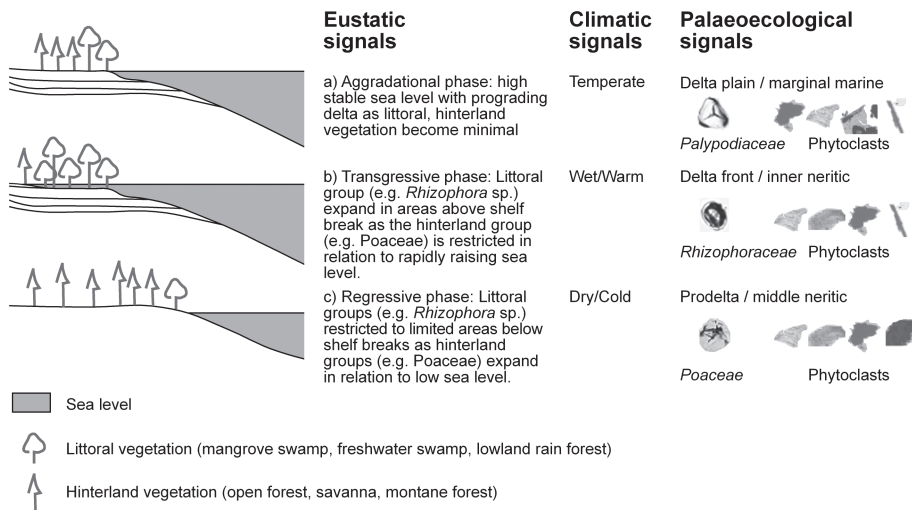 Eustatic
signals
Climatic
signals
Palaeoecological
signals
a) Aggradational phase: high
stable sea level with prograding
delta as littoral, hinterland
vegetation become minimal
Temperate
Delta plain / marginal marine
Palypodiaceae
Phytoclasts
b) Transgressive phase: Littoral
group (e.g. Rhizophora sp.)
expand in areas above shelf
break as the hinterland group
(e.g. Poaceae) is restricted in
relation to rapidly raising sea
level.
Wet/Warm
Delta front / inner neritic
Rhizophoraceae
Phytoclasts
c) Regressive phase: Littoral
groups (e.g. Rhizophora sp.)
restricted to limited areas below
shelf breaks as hinterland
groups (e.g. Poaceae) expand
in relation to low sea level.
Dry/Cold
Prodelta / middle neritic
Poaceae
Phytoclasts
Sea level
Littoral vegetation (mangrove swamp, freshwater swamp, lowland rain forest)
Hinterland vegetation (open forest, savanna, montane forest)